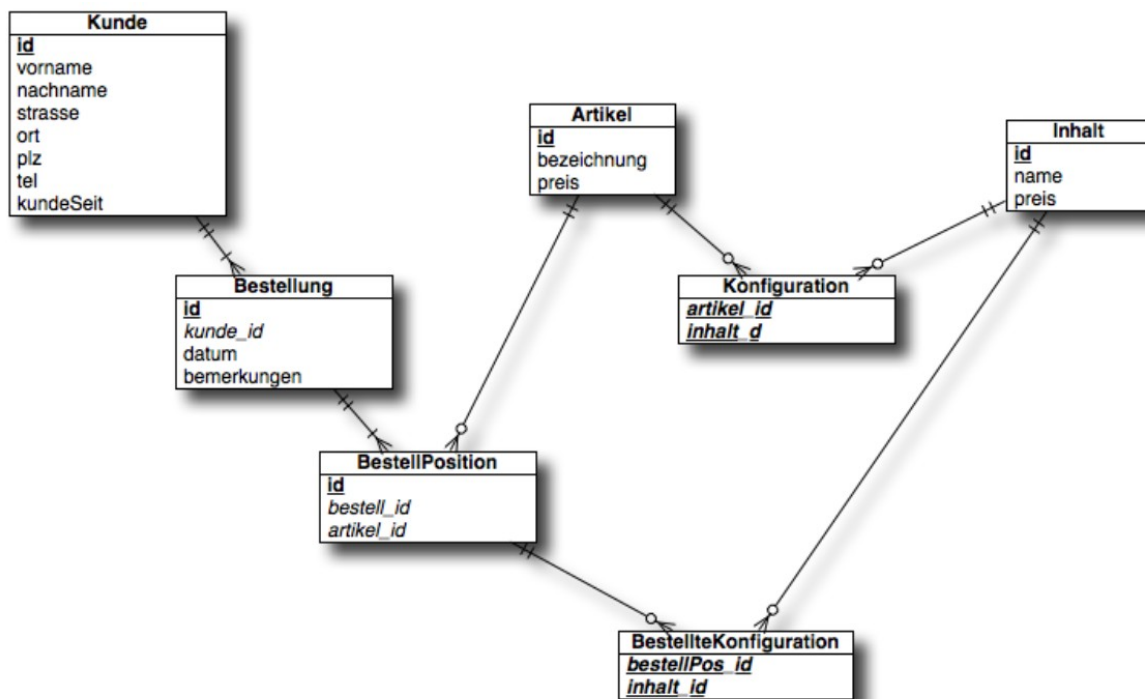 Kunde
id
vorname
nachname
strasse
ort
plz
tel
kundeSeit
Artikel
id
bezeichnung
preis
Inhalt
id
name
preis
Bestellung
id
kunde_id
datum
bemerkungen
Konfiguration
artikel_id
inhalt_d
BestellPosition
id
bestell_id
artikel_id
BestellteKonfiguration
bestellPos_id
inhalt_id